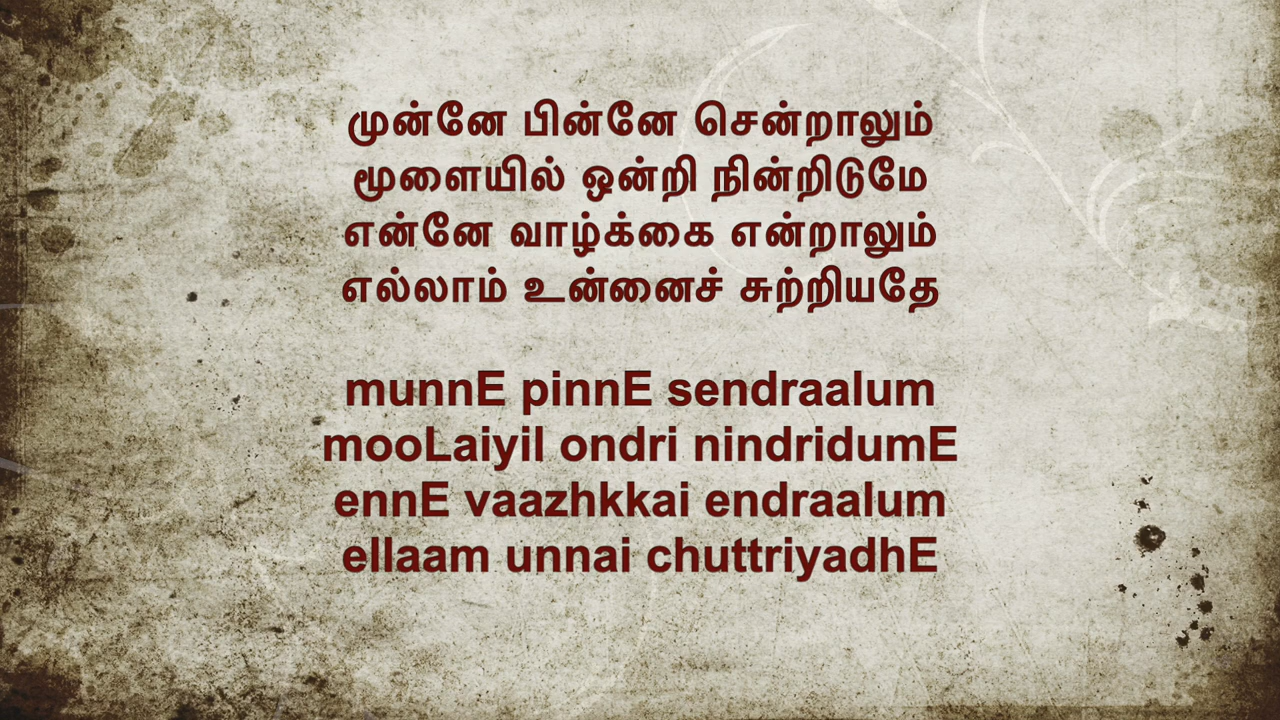 முன்னே பின்னே சென்றாலும்
மூளையில் ஒன்றி நின்றிடுமே
என்னே வாழ்க்கை என்றாலும்
எல்லாம் உன்னைச் சுற்றியதே
munnE pinnE sendraalum
mooLaiyil ondri nindridumE
ennE vaazhkkai endraalum
ellaam unnai chuttriyadhE